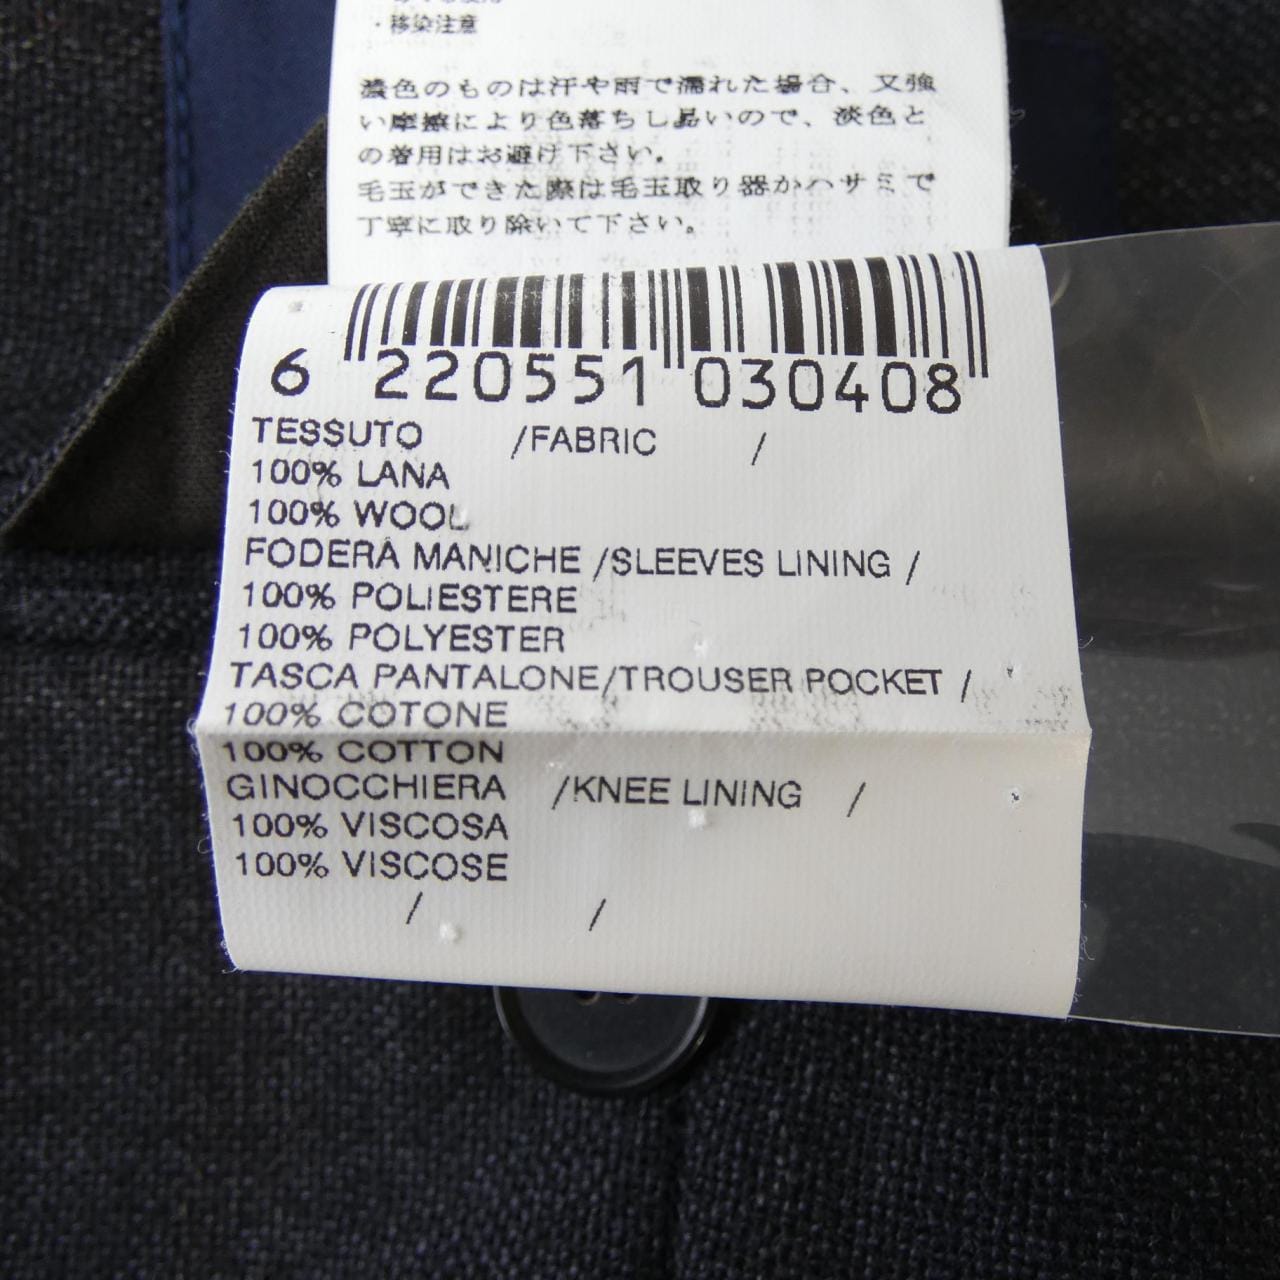 ・移染注意
濃色のものは汗や雨で濡れた場合、又強
い摩擦により色落ちし易いので、淡色と
の着用はお避け下さい。
毛玉ができた際は毛玉取り器かハサミで
丁寧に取り除いて下さい。
6 220551 030408
TESSUTO /FABRIC /
100% LANA
100% WOOL
FODERA MANICHE /SLEEVES LINING /
100% POLIESTERE
100% POLYESTER
TASCA PANTALONE/TROUSER POCKET /
100% COTONE
100% COTTON
GINOCCHIERA /KNEE LINING /
100% VISCOSA
100% VISCOSE
/ /